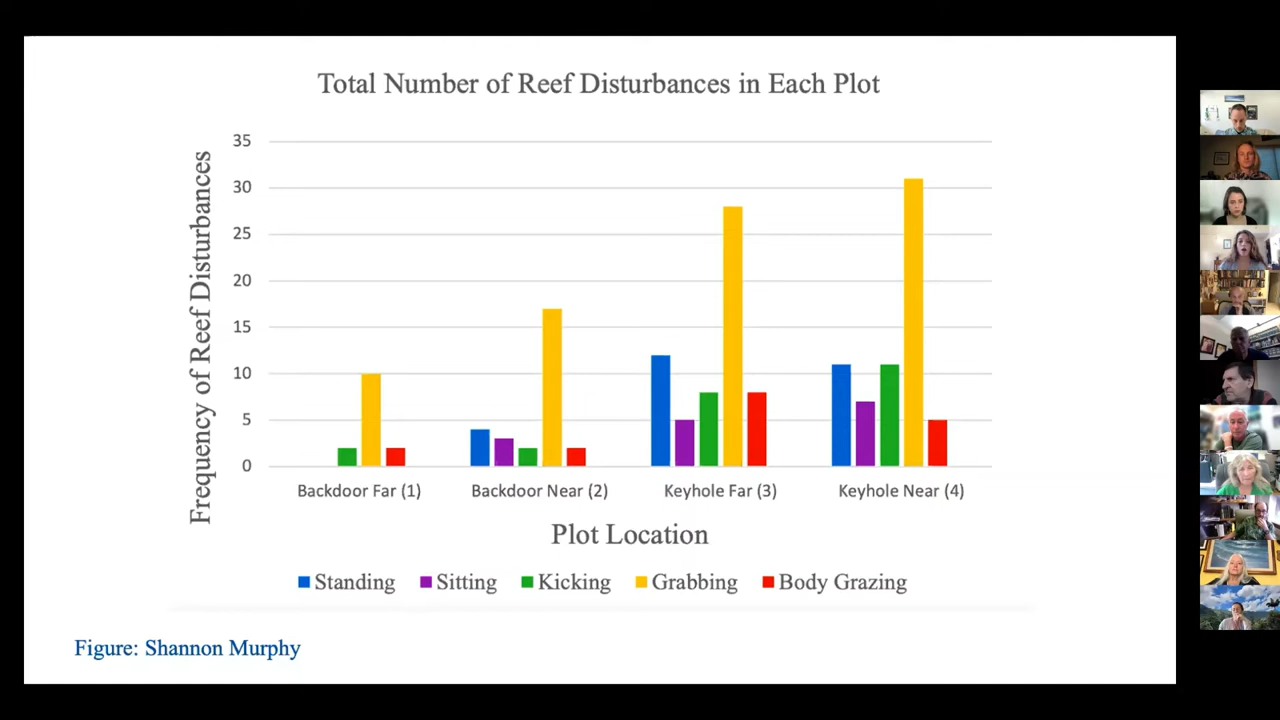 Total Number of Reef Disturbances in Each Plot
Frequency of Reef Disturbances
35
30
25
20
15
10
5
0
Backdoor Far (1) Backdoor Near (2) Keyhole Far (3) Keyhole Near (4)
Plot Location
Standing Sitting Kicking Grabbing Body Grazing
Figure: Shannon Murphy